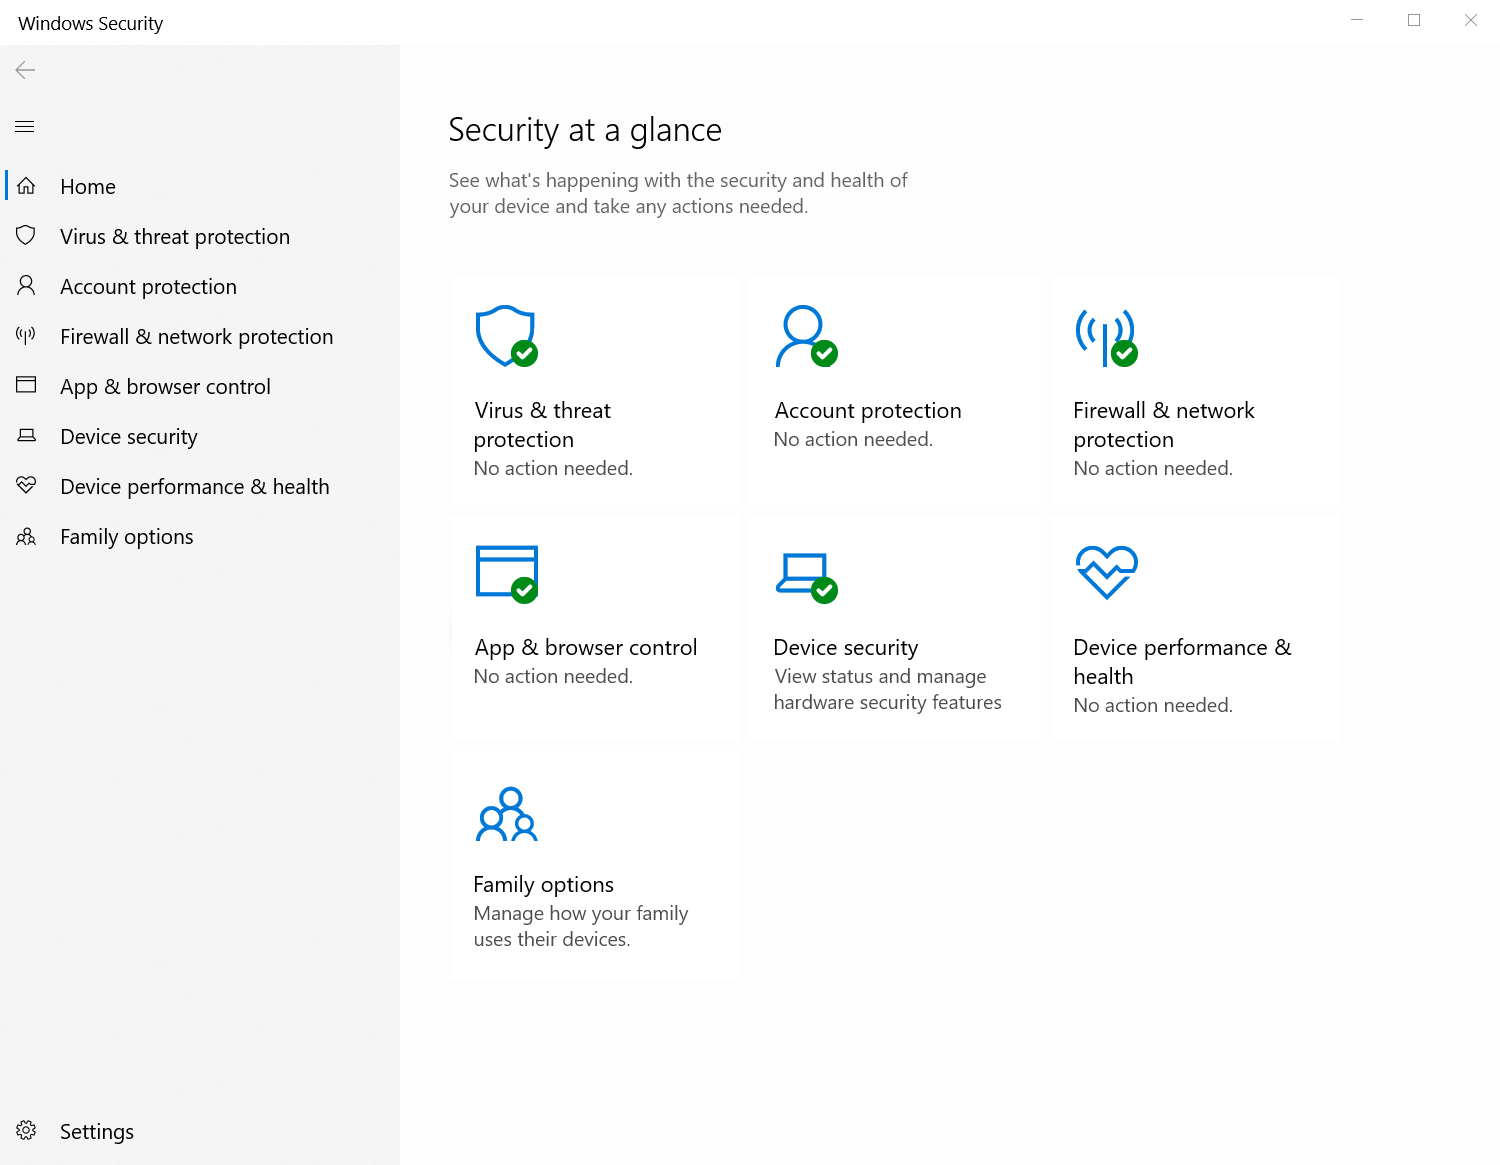 Windows Security
Home
Virus & threat protection
Account protection
Firewall & network protection
App & browser control
Device security
Device performance & health
Family options
Settings
Security at a glance
See what's happening with the security and health of
your device and take any actions needed.
Virus & threat
protection
No action needed.
Account protection
No action needed.
Firewall & network
protection
No action needed.
App & browser control
No action needed.
Device security
View status and manage
hardware security features
Device performance &
health
No action needed.
Family options
Manage how your family
uses their devices.